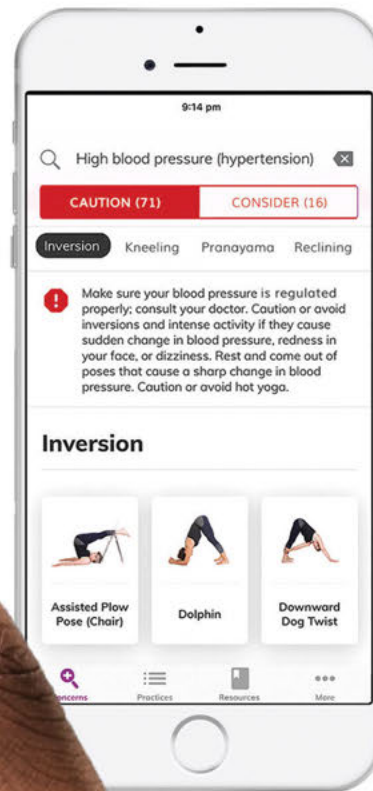 9:14 pm
High blood pressure (hypertension)
CAUTION (71) CONSIDER (16)
Inversion Kneeling Pranayama Reclining
Make sure your blood pressure is regulated
properly; consult your doctor. Caution or avoid
inversions and intense activity if they cause
sudden change in blood pressure, redness in
your face, or dizziness. Rest and come out of
poses that cause a sharp change in blood
pressure. Caution or avoid hot yoga.
Inversion
Assisted Plow
Pose (Chair)
Dolphin
Downward
Dog Twist
oncerns Practices Resources More